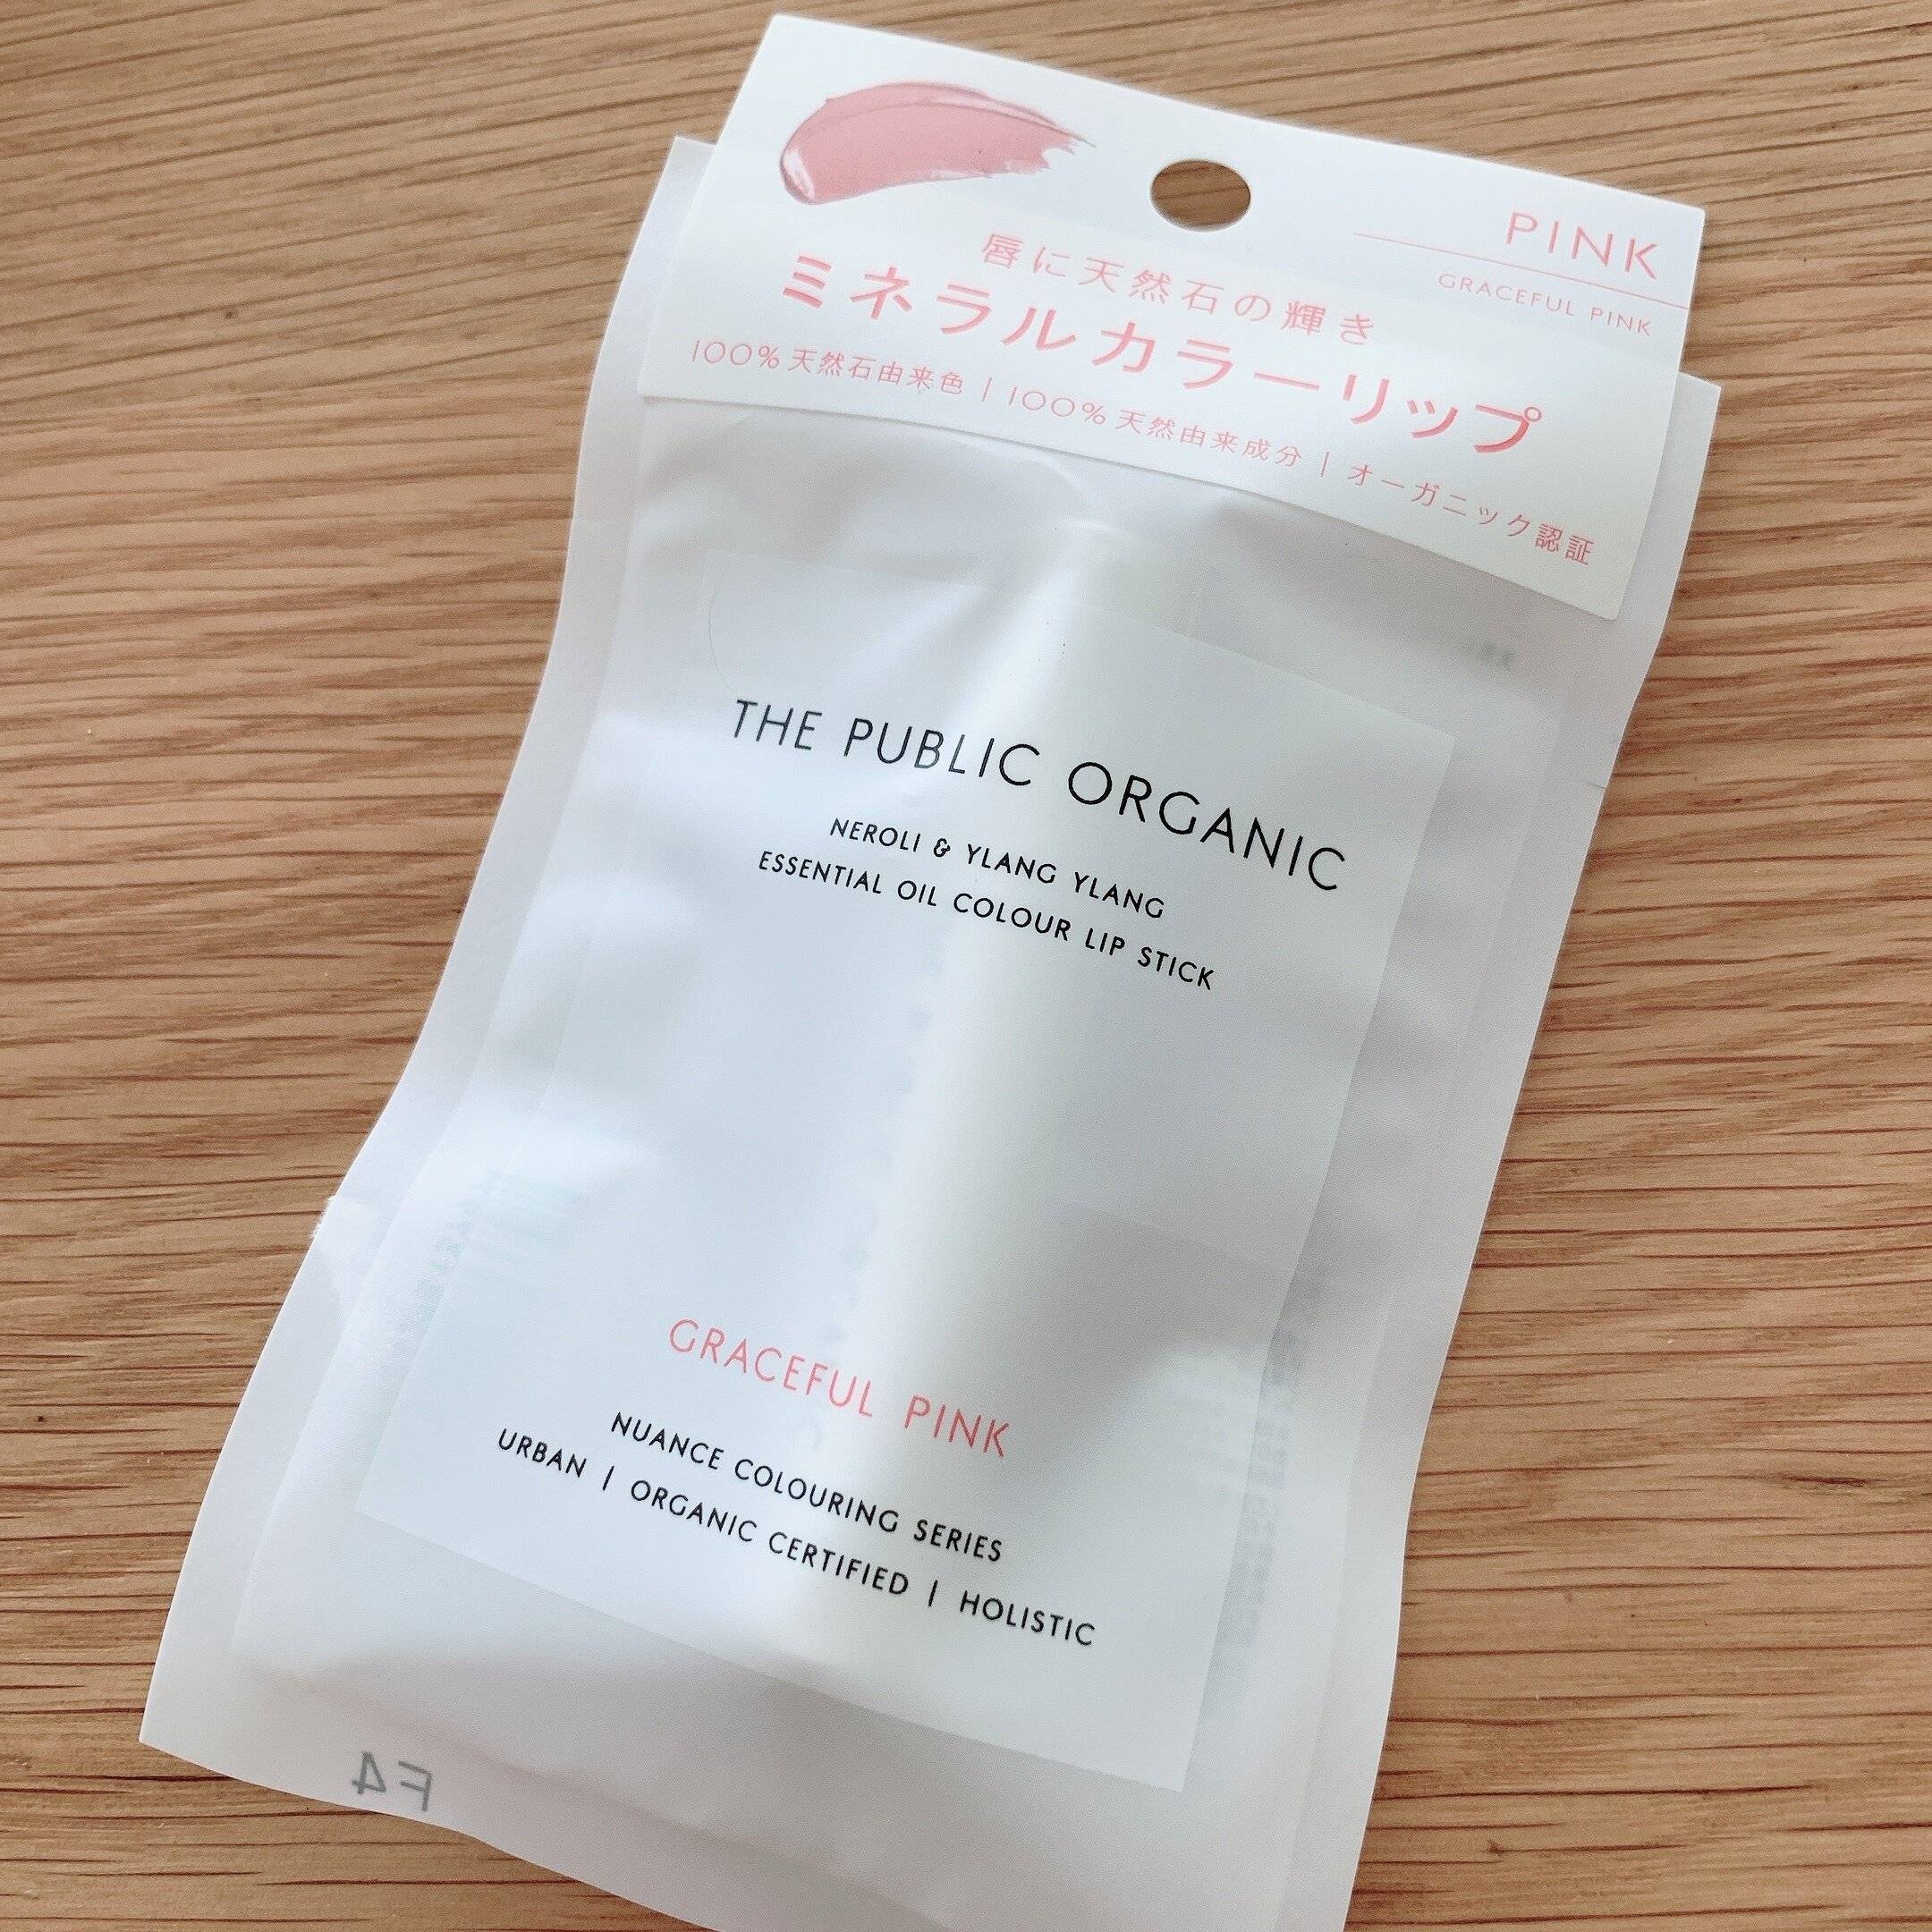 PINK
GRACEFUL PINK
唇に天然石の輝き
ミネラルカラーリップ
100%天然石由来色 | 100%天然由来成分 | オーガニック認証
THE PUBLIC ORGANIC
NEROLI & YLANG YLANG
ESSENTIAL OIL COLOUR LIP STICK
GRACEFUL PINK
NUANCE COLOURING SERIES
URBAN | ORGANIC CERTIFIED | HOLISTIC
F4